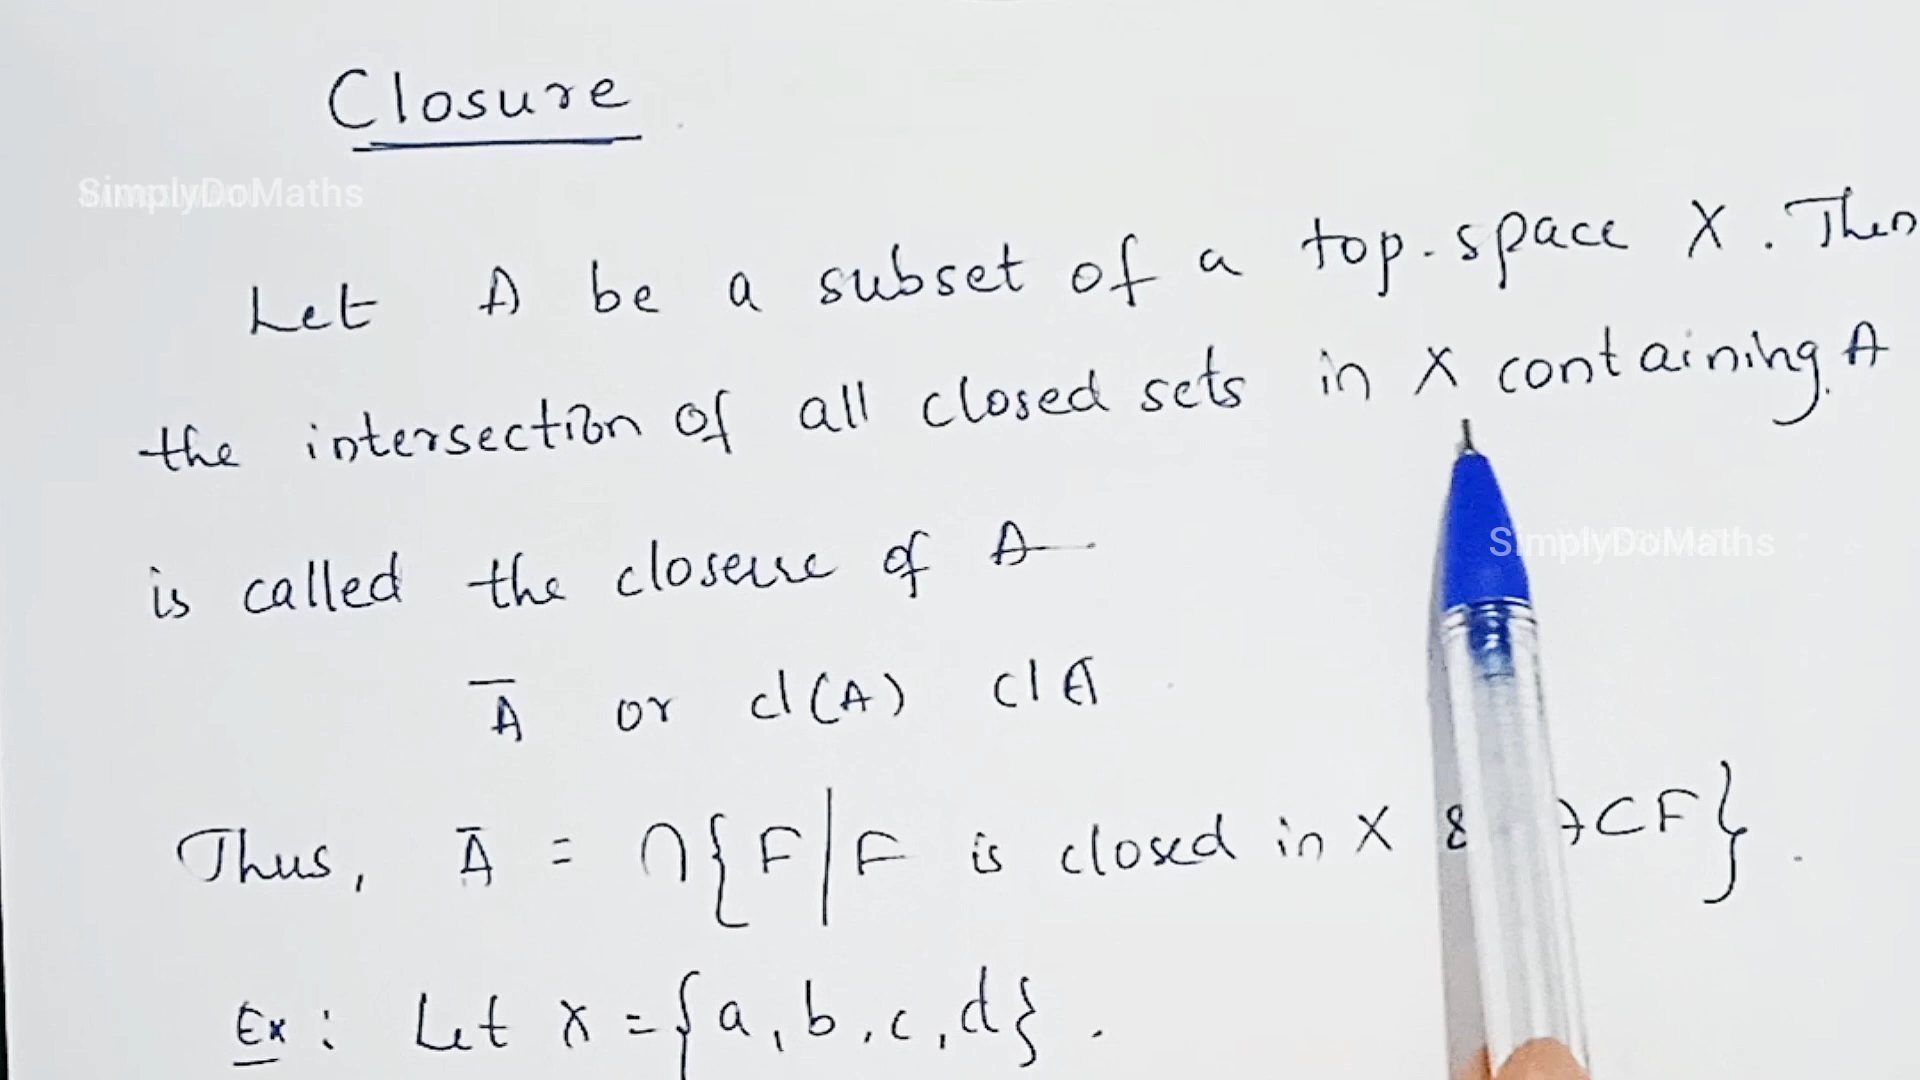 Closure
SimplyDoMaths
Let A be a subset of a top. space X. Then
the intersection of all closed sets in X containing A
is called the closure of A
SimplyDoMaths
A̅ or cl(A) cl A
Thus, A̅ = ∩{F | F is closed in X & ⊂ F}.
Ex: Let X = {a, b, c, d}.